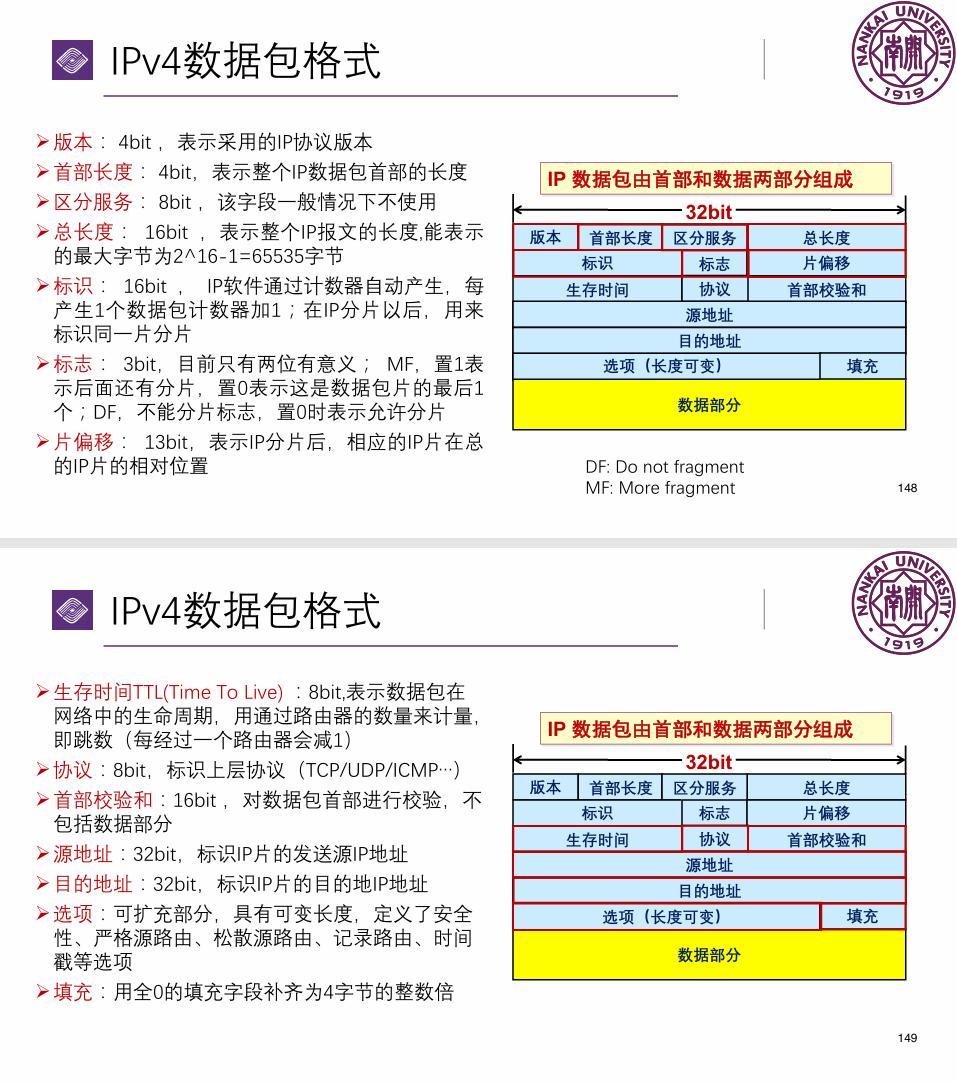 IPv4数据包格式
NANKAI UNIVERSITY
南開
1919
➢版本： 4bit ，表示采用的IP协议版本
➢首部长度： 4bit，表示整个IP数据包首部的长度
➢区分服务： 8bit ，该字段一般情况下不使用
➢总长度： 16bit ，表示整个IP报文的长度,能表示
的最大字节为2^16-1=65535字节
➢标识： 16bit ， IP软件通过计数器自动产生，每
产生1个数据包计数器加1；在IP分片以后，用来
标识同一片分片
➢标志： 3bit，目前只有两位有意义； MF，置1表
示后面还有分片，置0表示这是数据包片的最后1
个；DF，不能分片标志，置0时表示允许分片
➢片偏移： 13bit，表示IP分片后，相应的IP片在总
的IP片的相对位置
IP 数据包由首部和数据两部分组成
32bit
版本 首部长度 区分服务 总长度
标识 标志 片偏移
生存时间 协议 首部校验和
源地址
目的地址
选项（长度可变） 填充
数据部分
DF: Do not fragment
MF: More fragment
148
IPv4数据包格式
NANKAI UNIVERSITY
南開
1919
➢生存时间TTL(Time To Live) ：8bit,表示数据包在
网络中的生命周期，用通过路由器的数量来计量，
即跳数（每经过一个路由器会减1）
➢协议：8bit，标识上层协议（TCP/UDP/ICMP…）
➢首部校验和：16bit ，对数据包首部进行校验，不
包括数据部分
➢源地址：32bit，标识IP片的发送源IP地址
➢目的地址：32bit，标识IP片的目的地IP地址
➢选项：可扩充部分，具有可变长度，定义了安全
性、严格源路由、松散源路由、记录路由、时间
戳等选项
➢填充：用全0的填充字段补齐为4字节的整数倍
IP 数据包由首部和数据两部分组成
32bit
版本 首部长度 区分服务 总长度
标识 标志 片偏移
生存时间 协议 首部校验和
源地址
目的地址
选项（长度可变） 填充
数据部分
149